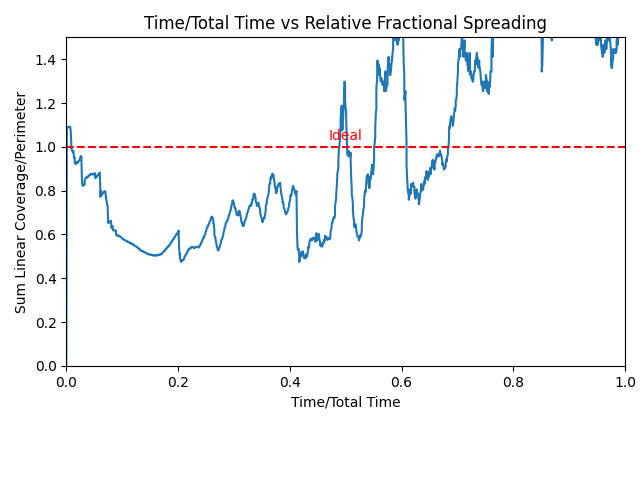 Time/Total Time vs Relative Fractional Spreading
Sum Linear Coverage/Perimeter
1.4
1.2
1.0
0.8
0.6
0.4
0.2
0.0
Ideal
0.0 0.2 0.4 0.6 0.8 1.0
Time/Total Time